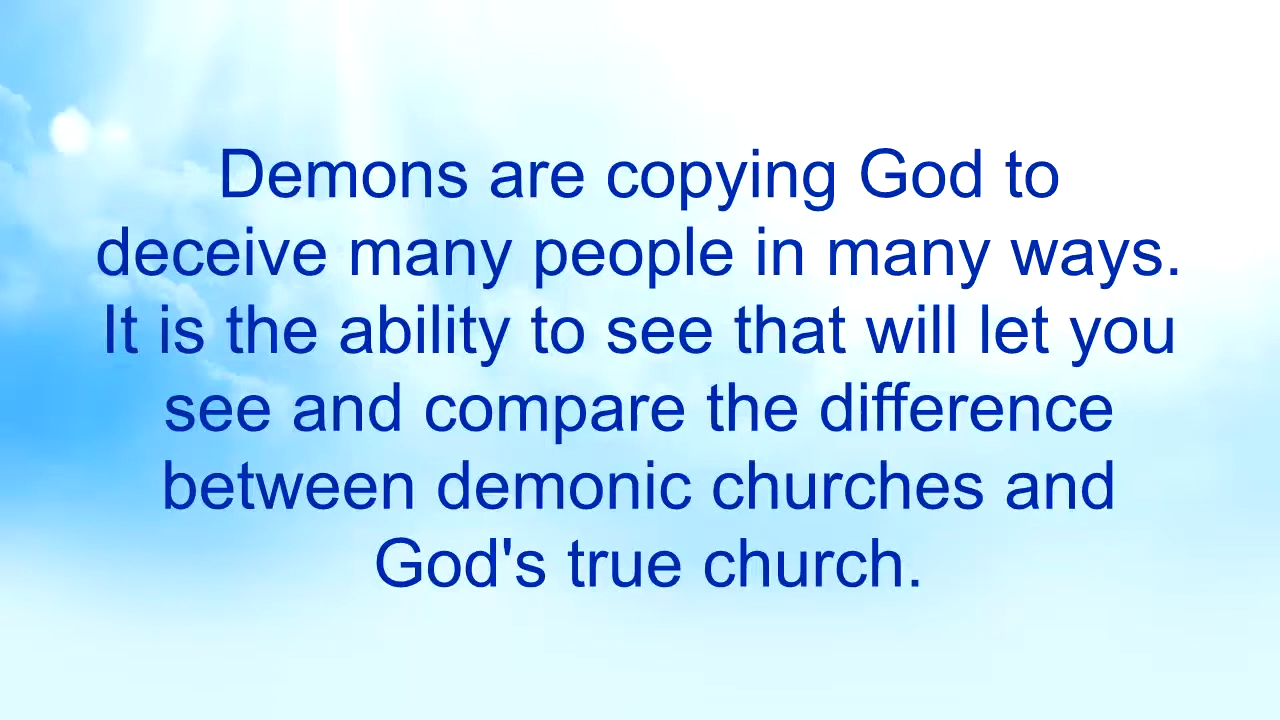 Demons are copying God to
deceive many people in many ways.
It is the ability to see that will let you
see and compare the difference
between demonic churches and
God's true church.